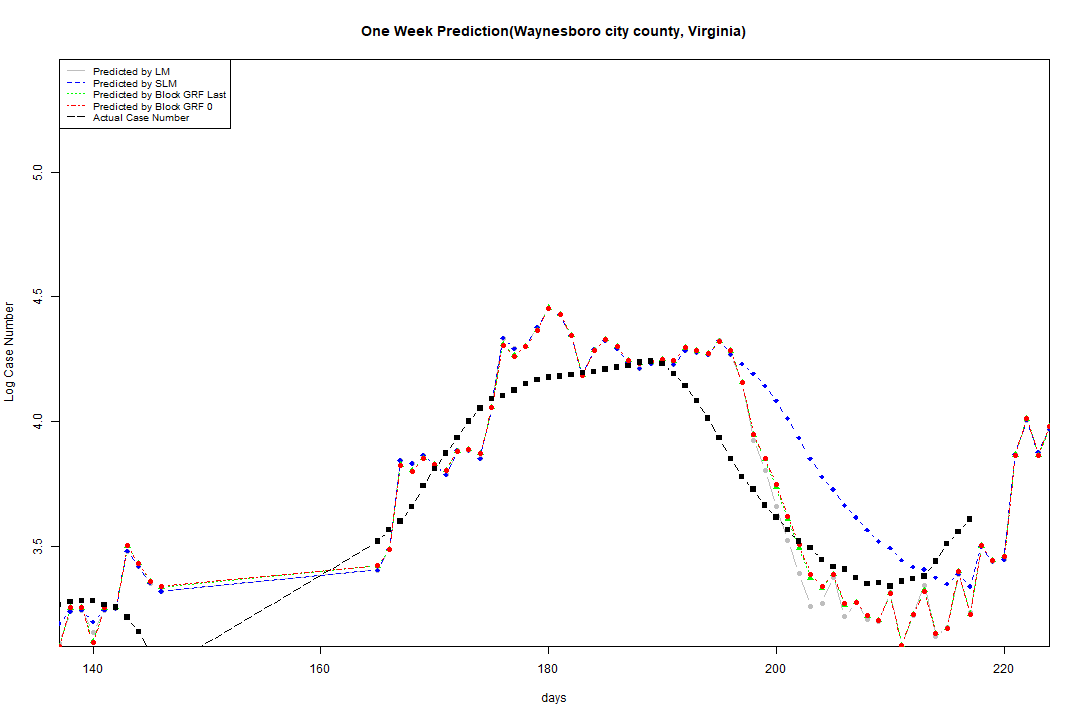 One Week Prediction(Waynesboro city county, Virginia)
Predicted by LM
Predicted by SLM
Predicted by Block GRF Last
Predicted by Block GRF 0
Actual Case Number
Log Case Number
5.0
4.5
4.0
3.5
140 160 180 200 220
days